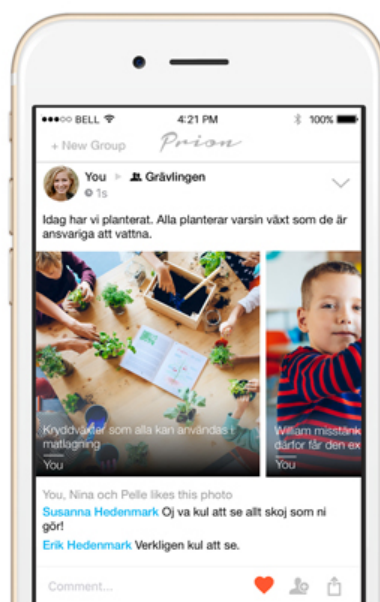 BELL 4:21 PM 100%
+ New Group Prion
You Grävlingen
1s
Idag har vi planterat. Alla planterar varsin växt som de är
ansvariga att vattna.
Kryddväxter som alla kan användas i
matlagning
You
William misstänk
därför får den ex
You
You, Nina och Pelle likes this photo
Susanna Hedenmark Oj va kul att se allt skoj som ni
gör!
Erik Hedenmark Verkligen kul att se.
Comment...